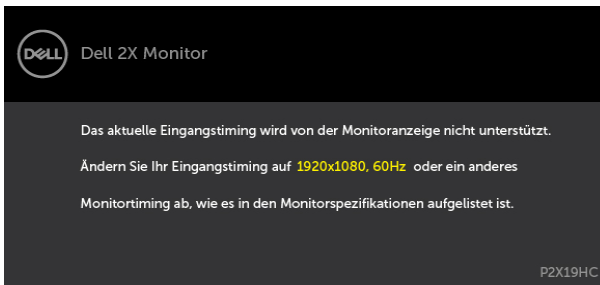 DELL
Dell 2X Monitor
Das aktuelle Eingangstiming wird von der Monitoranzeige nicht unterstützt.
Ändern Sie Ihr Eingangstiming auf 1920x1080, 60Hz oder ein anderes
Monitortiming ab, wie es in den Monitorspezifikationen aufgelistet ist.
P2X19HC